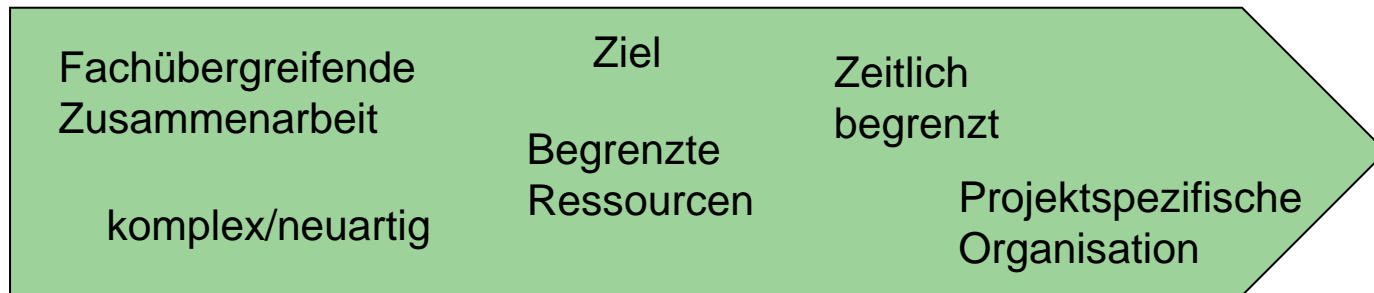 Fachübergreifende
Zusammenarbeit
komplex/neuartig
Ziel
Begrenzte
Ressourcen
Zeitlich
begrenzt
Projektspezifische
Organisation